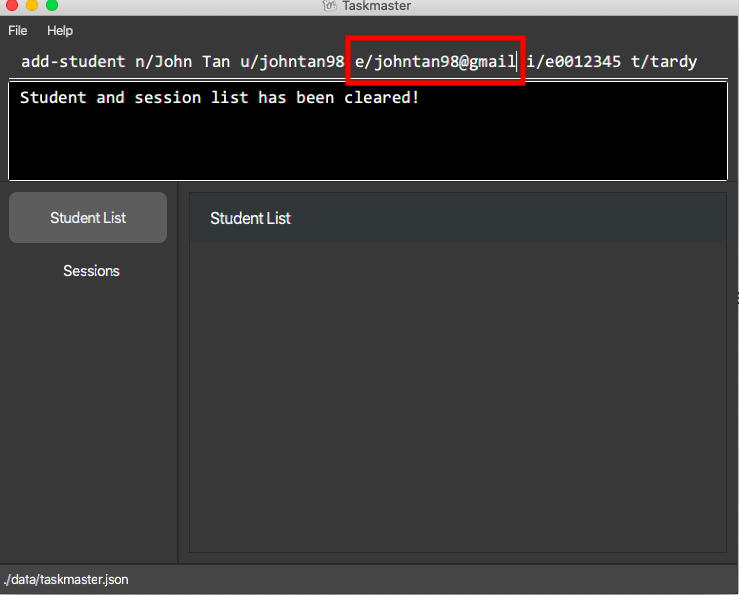 Taskmaster
File Help
add-student n/John Tan u/johntan98 e/johntan98@gmail i/e0012345 t/tardy
Student and session list has been cleared!
Student List
Student List
Sessions
./data/taskmaster.json